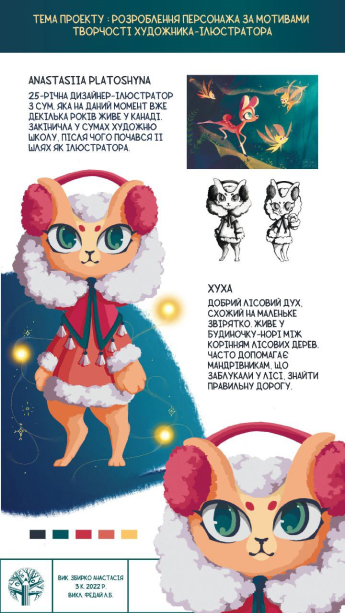 ТЕМА ПРОЕКТУ : РОЗРОБЛЕННЯ ПЕРСОНАЖА ЗА МОТИВАМИ
ТВОРЧОСТІ ХУДОЖНИКА-ІЛЮСТРАТОРА
ANASTASIIA PLATOSHYNA
25-РІЧНА ДИЗАЙНЕР-ІЛЮСТРАТОР
З СУМ, ЯКА НА ДАНИЙ МОМЕНТ ВЖЕ
ДЕКІЛЬКА РОКІВ ЖИВЕ У КАНАДІ.
ЗАКІНЧИЛА У СУМАХ ХУДОЖНЮ
ШКОЛУ, ПІСЛЯ ЧОГО ПОЧАВСЯ ЇЇ
ШЛЯХ ЯК ІЛЮСТРАТОРА.
ХУХА
ДОБРИЙ ЛІСОВИЙ ДУХ,
СХОЖИЙ НА МАЛЕНЬКЕ
ЗВІРЯТКО. ЖИВЕ У
БУДИНОЧКУ-НОРІ МІЖ
КОРІННЯМ ЛІСОВИХ ДЕРЕВ.
ЧАСТО ДОПОМАГАЄ
МАНДРІВНИКАМ, ЩО
ЗАБЛУКАЛИ У ЛІСІ, ЗНАЙТИ
ПРАВИЛЬНУ ДОРОГУ.
ВИК. ЗБИРКО АНАСТАСІЯ
3 К. 2022 Р.
ВИКЛ. ФЕДАЙ Л.Б.